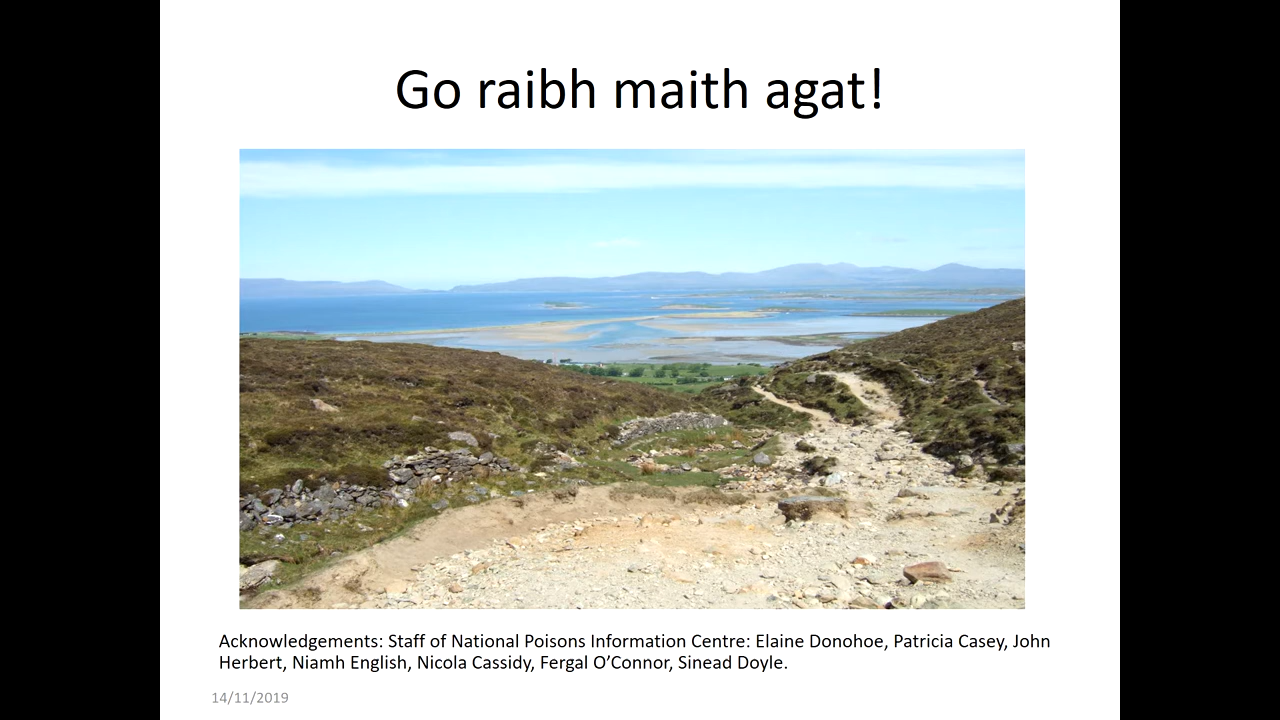 Go raibh maith agat!
Acknowledgements: Staff of National Poisons Information Centre: Elaine Donohoe, Patricia Casey, John
Herbert, Niamh English, Nicola Cassidy, Fergal O’Connor, Sinead Doyle.
14/11/2019